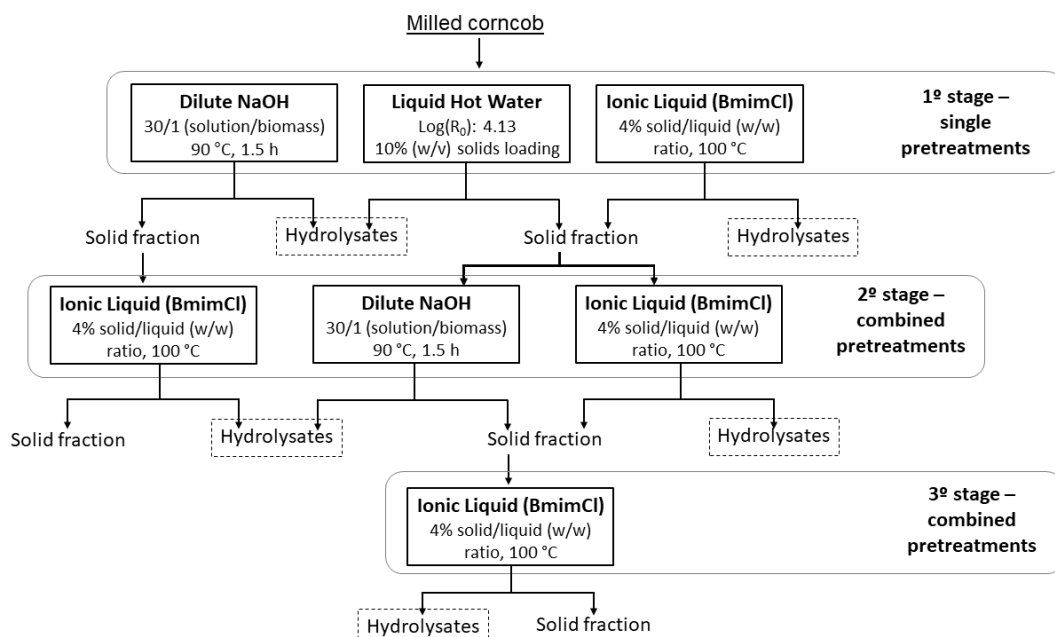 Milled corncob
Dilute NaOH
30/1 (solution/biomass)
90 °C, 1.5 h
Liquid Hot Water
Log(R₀): 4.13
10% (w/v) solids loading
Ionic Liquid (BmimCl)
4% solid/liquid (w/w)
ratio, 100 °C
1º stage –
single
pretreatments
Solid fraction
Hydrolysates
Solid fraction
Hydrolysates
Ionic Liquid (BmimCl)
4% solid/liquid (w/w)
ratio, 100 °C
Dilute NaOH
30/1 (solution/biomass)
90 °C, 1.5 h
Ionic Liquid (BmimCl)
4% solid/liquid (w/w)
ratio, 100 °C
2º stage –
combined
pretreatments
Solid fraction
Hydrolysates
Solid fraction
Hydrolysates
Ionic Liquid (BmimCl)
4% solid/liquid (w/w)
ratio, 100 °C
3º stage –
combined
pretreatments
Hydrolysates
Solid fraction